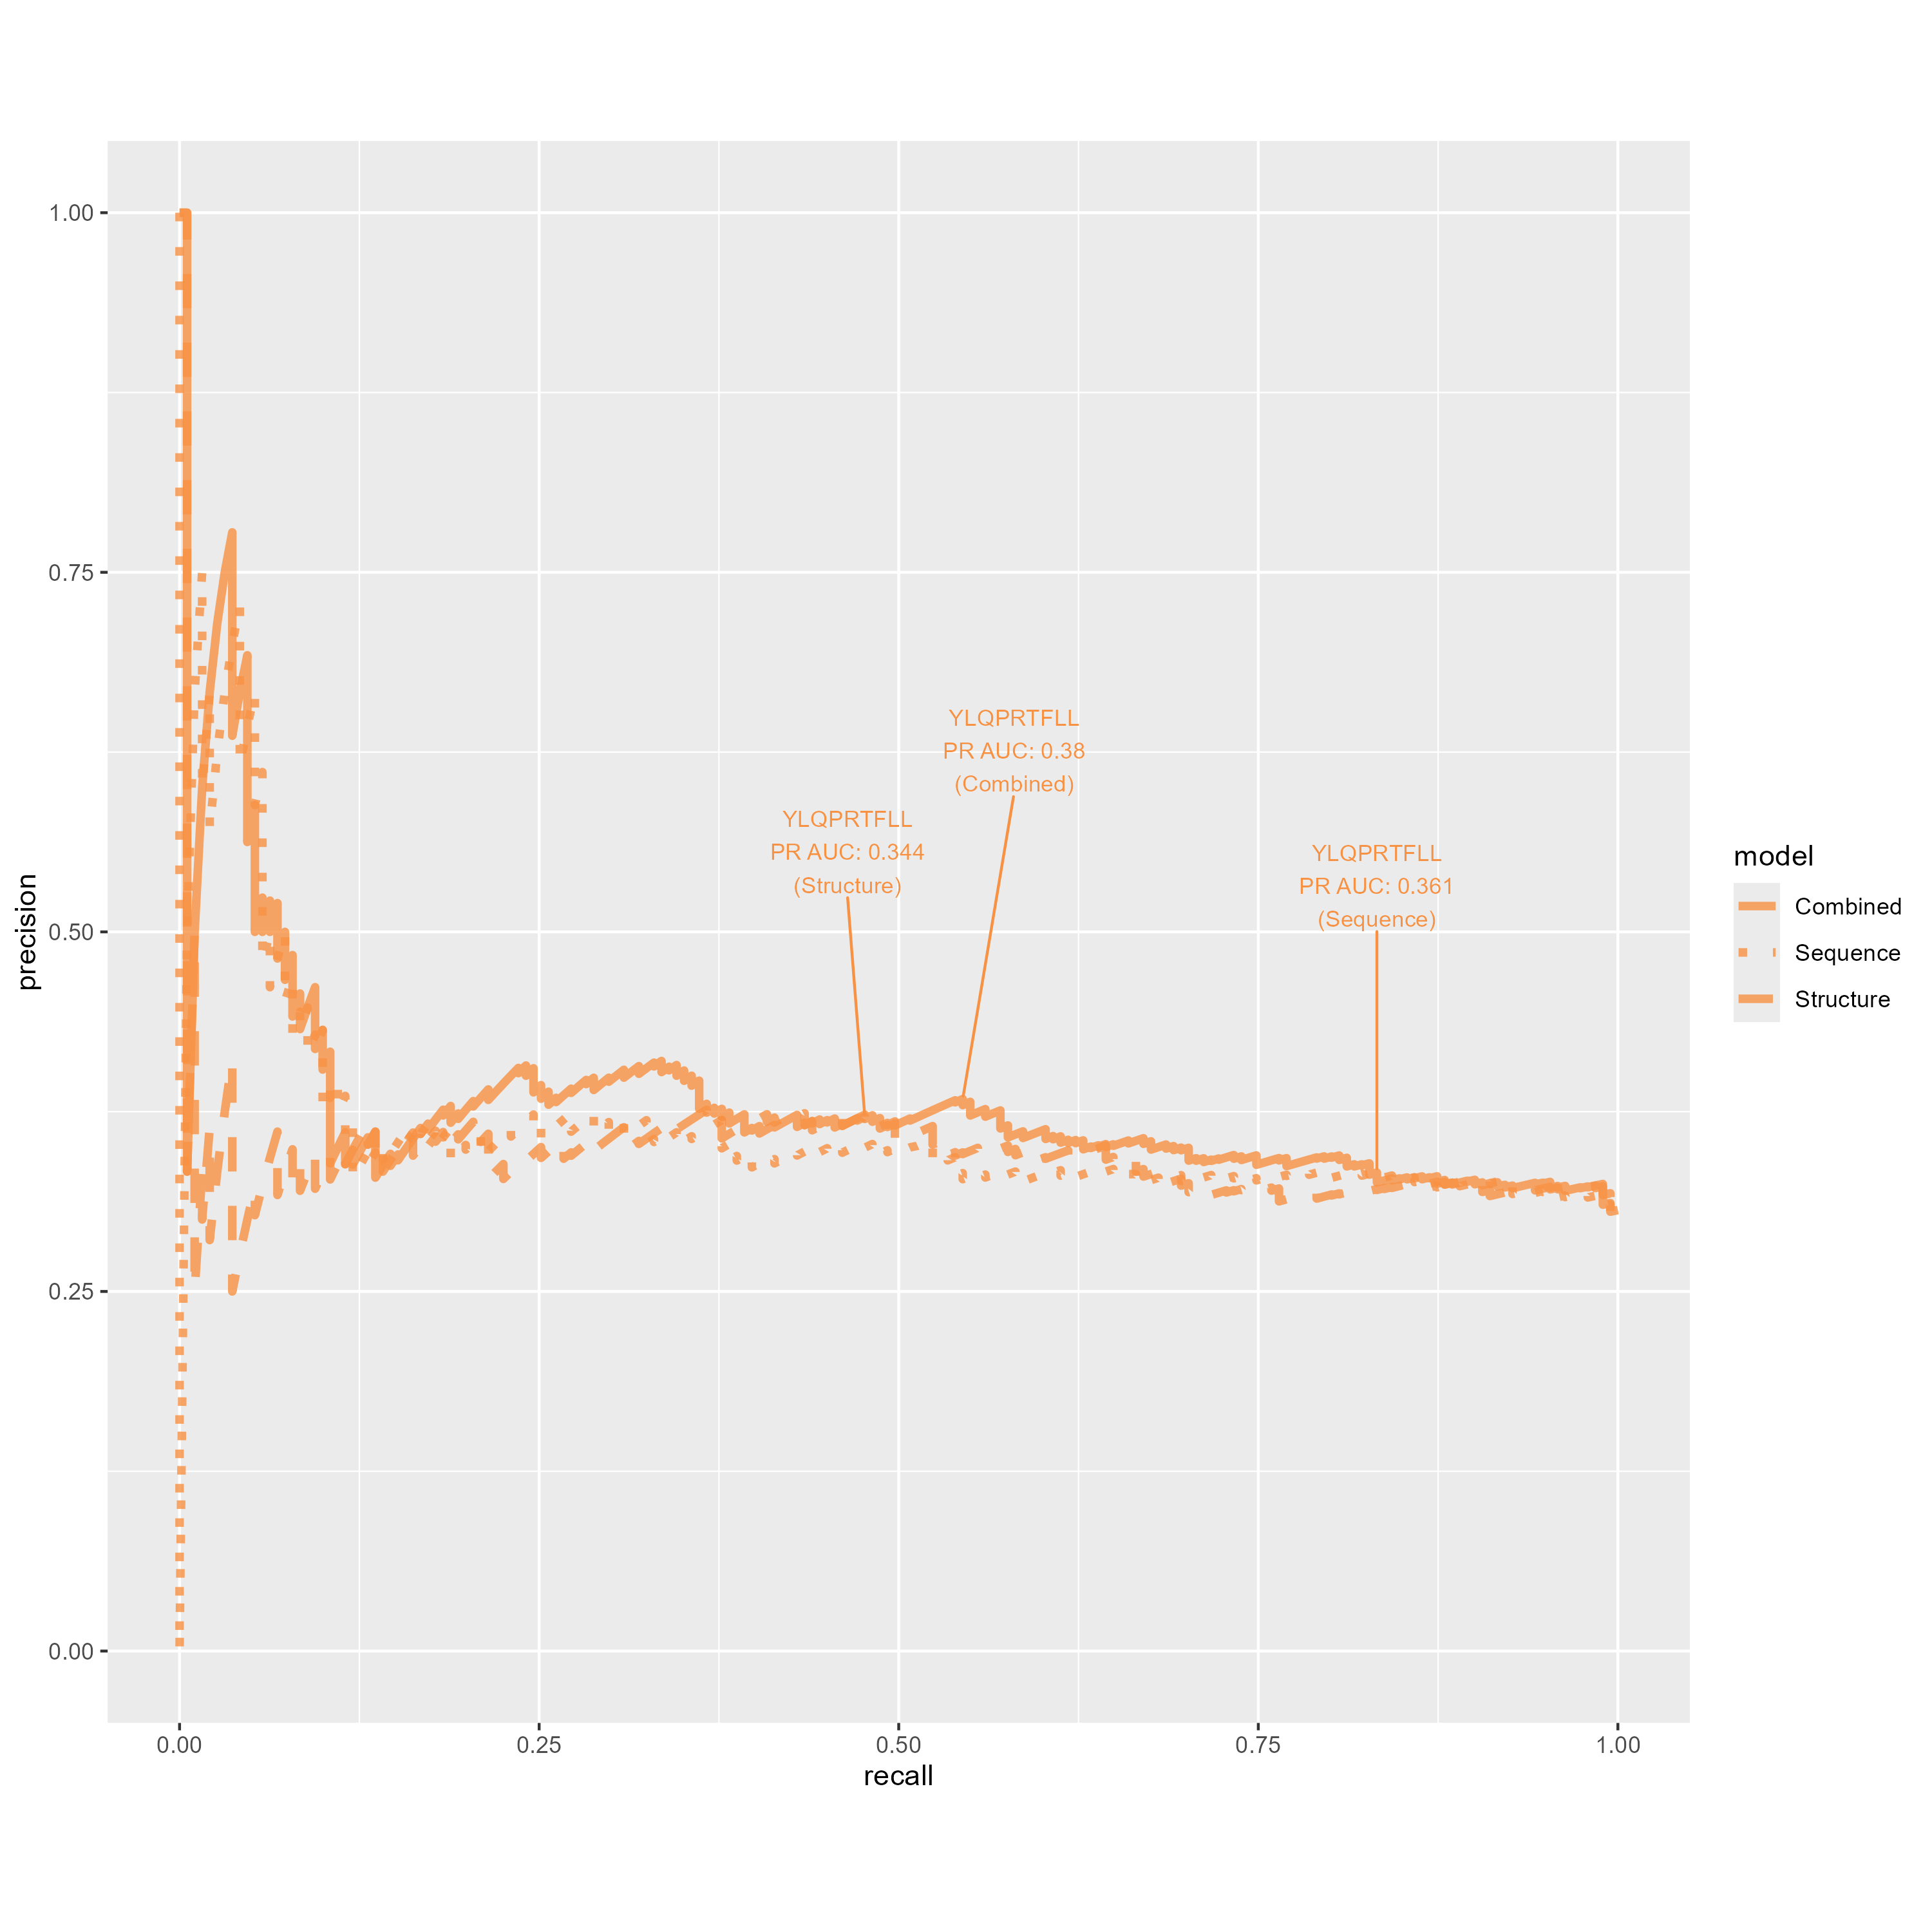 YLQPRTFLL
PR AUC: 0.38
(Combined)
YLQPRTFLL
PR AUC: 0.344
(Structure)
YLQPRTFLL
PR AUC: 0.361
(Sequence)
1.00
0.75
0.50
0.25
0.00
precision
0.00
0.25
0.50
0.75
1.00
recall
model
Combined
Sequence
Structure